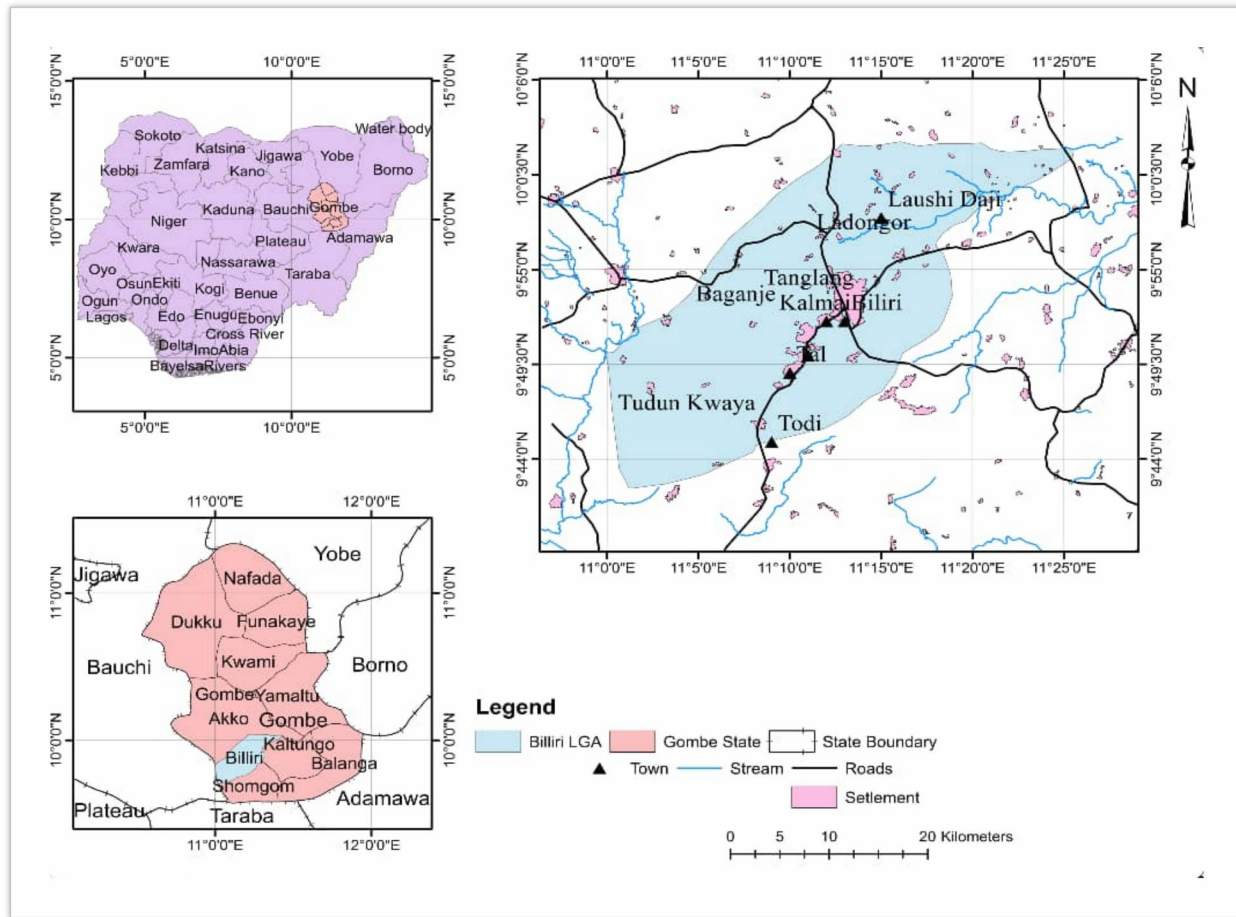 5°0'0"E 10°0'0"E
15°0'0"N 15°0'0"N
Water body
Sokoto
Katsina
Jigawa Yobe
Zamfara
Kebbi Kano Borno
Kaduna Bauchi Gombe
10°0'0"N 10°0'0"N
Niger
Plateau Adamawa
Kwara
Nassarawa
Oyo Taraba
Osun Ekiti Kogi Benue
Ogun Ondo
Lagos Edo Enugu Ebonyi
Cross River
Delta Imo Abia
Bayelsa Rivers
5°0'0"N 5°0'0"N
5°0'0"E 10°0'0"E
11°0'0"E 11°5'0"E 11°10'0"E 11°15'0"E 11°20'0"E 11°25'0"E
10°6'0"N 10°6'0"N
N
10°0'30"N 10°0'30"N
Laushi Daji
Ladongor
9°55'0"N 9°55'0"N
Tanglang
Baganje
Kalmai Biliri
9°49'30"N 9°49'30"N
Tal
Tudun Kwaya
Todi
9°44'0"N 9°44'0"N
11°0'0"E 11°5'0"E 11°10'0"E 11°15'0"E 11°20'0"E 11°25'0"E
11°0'0"E 12°0'0"E
Yobe
Jigawa
11°0'0"N 11°0'0"N
Nafada
Dukku Funakaye
Bauchi Kwami Borno
Gombe Yamaltu
Akko Gombe
10°0'0"N 10°0'0"N
Kaltungo
Billiri Balanga
Shomgom
Adamawa
Plateau
Taraba
11°0'0"E 12°0'0"E
Legend
Billiri LGA Gombe State State Boundary
Town Stream Roads
Setlement
0 5 10 20 Kilometers